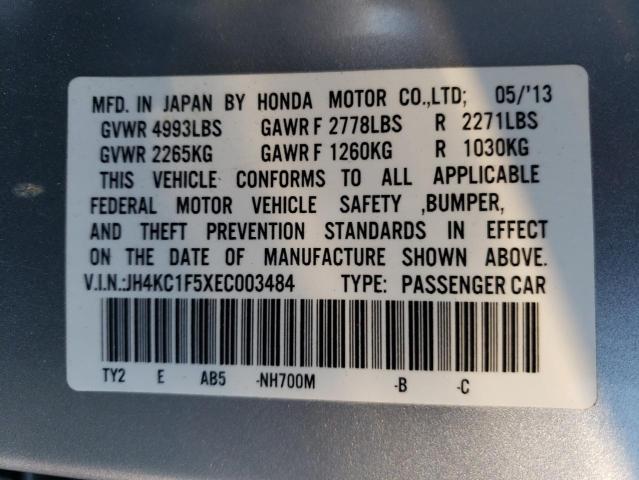 MFD. IN JAPAN BY HONDA MOTOR CO.,LTD; 05/'13
GVWR 4993LBS GAWR F 2778LBS R 2271LBS
GVWR 2265KG GAWR F 1260KG R 1030KG
THIS VEHICLE CONFORMS TO ALL APPLICABLE
FEDERAL MOTOR VEHICLE SAFETY ,BUMPER,
AND THEFT PREVENTION STANDARDS IN EFFECT
ON THE DATE OF MANUFACTURE SHOWN ABOVE.
V.I.N.:JH4KC1F5XEC003484 TYPE: PASSENGER CAR
TY2 E AB5 -NH700M -B -C